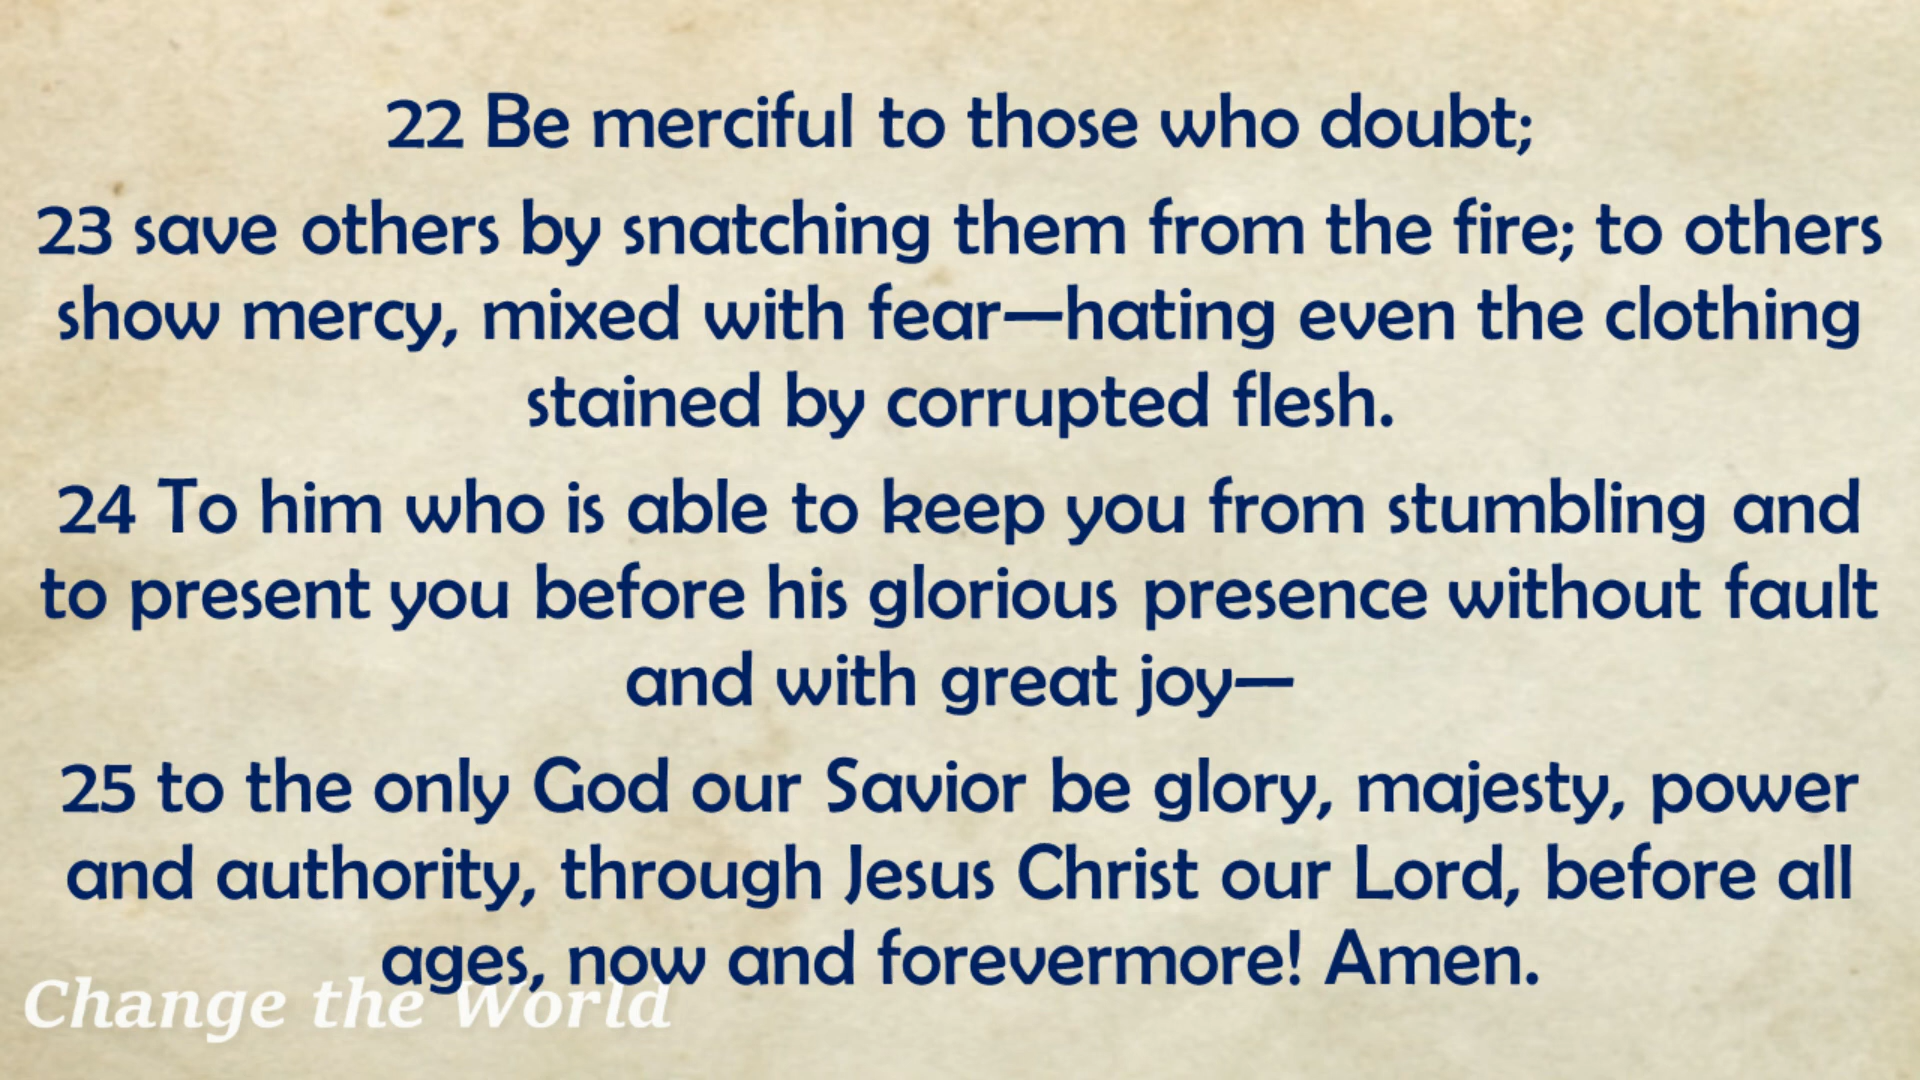 22 Be merciful to those who doubt;
23 save others by snatching them from the fire; to others
show mercy, mixed with fear—hating even the clothing
stained by corrupted flesh.
24 To him who is able to keep you from stumbling and
to present you before his glorious presence without fault
and with great joy—
25 to the only God our Savior be glory, majesty, power
and authority, through Jesus Christ our Lord, before all
ages, now and forevermore! Amen.
Change the World